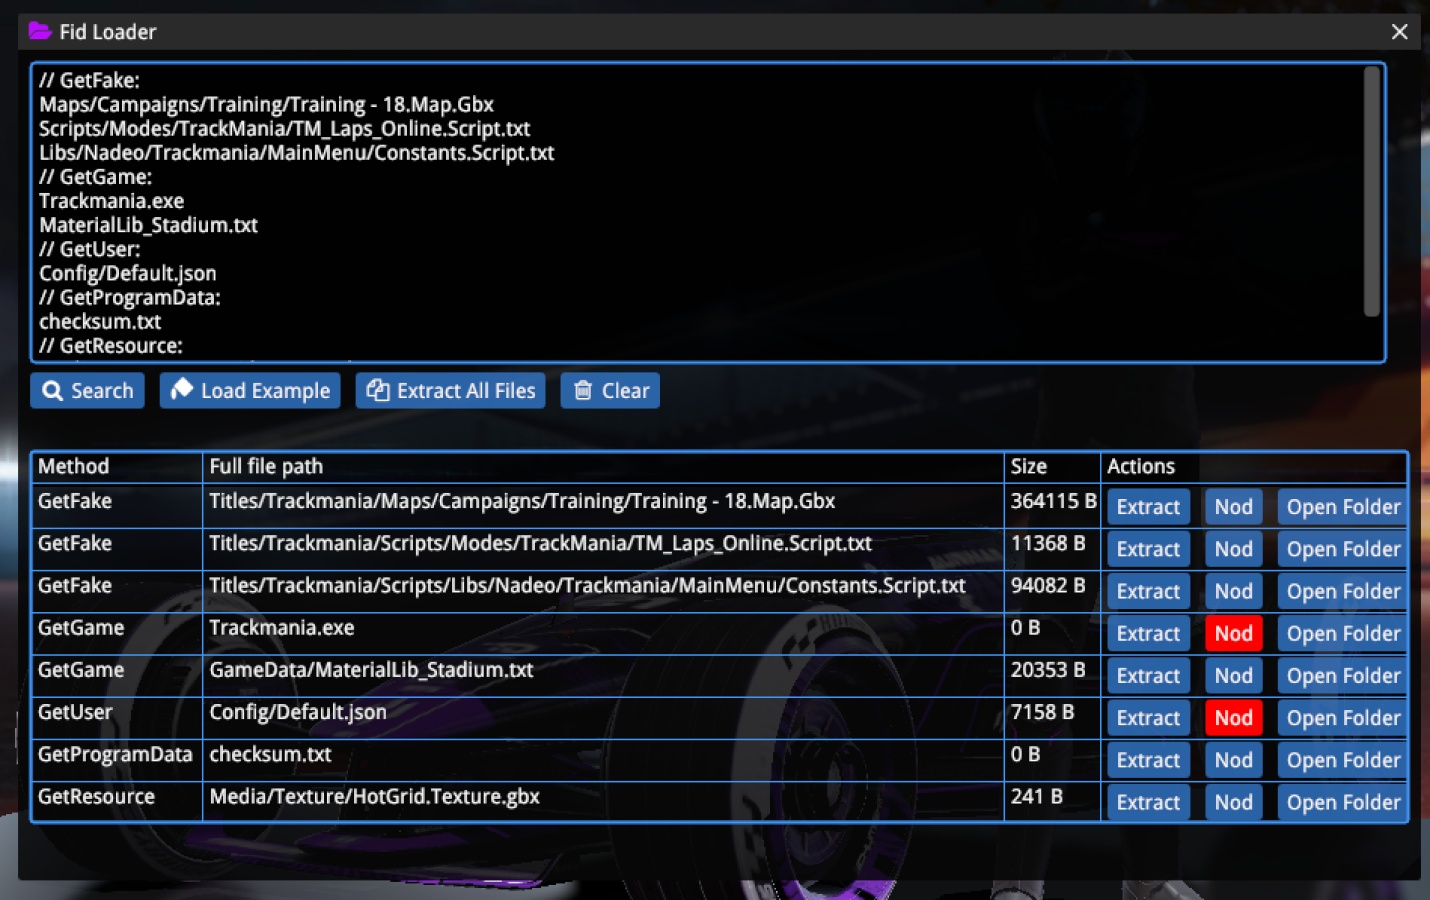 Fid Loader
// GetFake:
Maps/Campaigns/Training/Training - 18.Map.Gbx
Scripts/Modes/TrackMania/TM_Laps_Online.Script.txt
Libs/Nadeo/Trackmania/MainMenu/Constants.Script.txt
// GetGame:
Trackmania.exe
MaterialLib_Stadium.txt
// GetUser:
Config/Default.json
// GetProgramData:
checksum.txt
// GetResource:
Search Load Example Extract All Files Clear
Method Full file path Size Actions
GetFake Titles/Trackmania/Maps/Campaigns/Training/Training - 18.Map.Gbx 364115 B Extract Nod Open Folder
GetFake Titles/Trackmania/Scripts/Modes/TrackMania/TM_Laps_Online.Script.txt 11368 B Extract Nod Open Folder
GetFake Titles/Trackmania/Scripts/Libs/Nadeo/Trackmania/MainMenu/Constants.Script.txt 94082 B Extract Nod Open Folder
GetGame Trackmania.exe 0 B Extract Nod Open Folder
GetGame GameData/MaterialLib_Stadium.txt 20353 B Extract Nod Open Folder
GetUser Config/Default.json 7158 B Extract Nod Open Folder
GetProgramData checksum.txt 0 B Extract Nod Open Folder
GetResource Media/Texture/HotGrid.Texture.gbx 241 B Extract Nod Open Folder